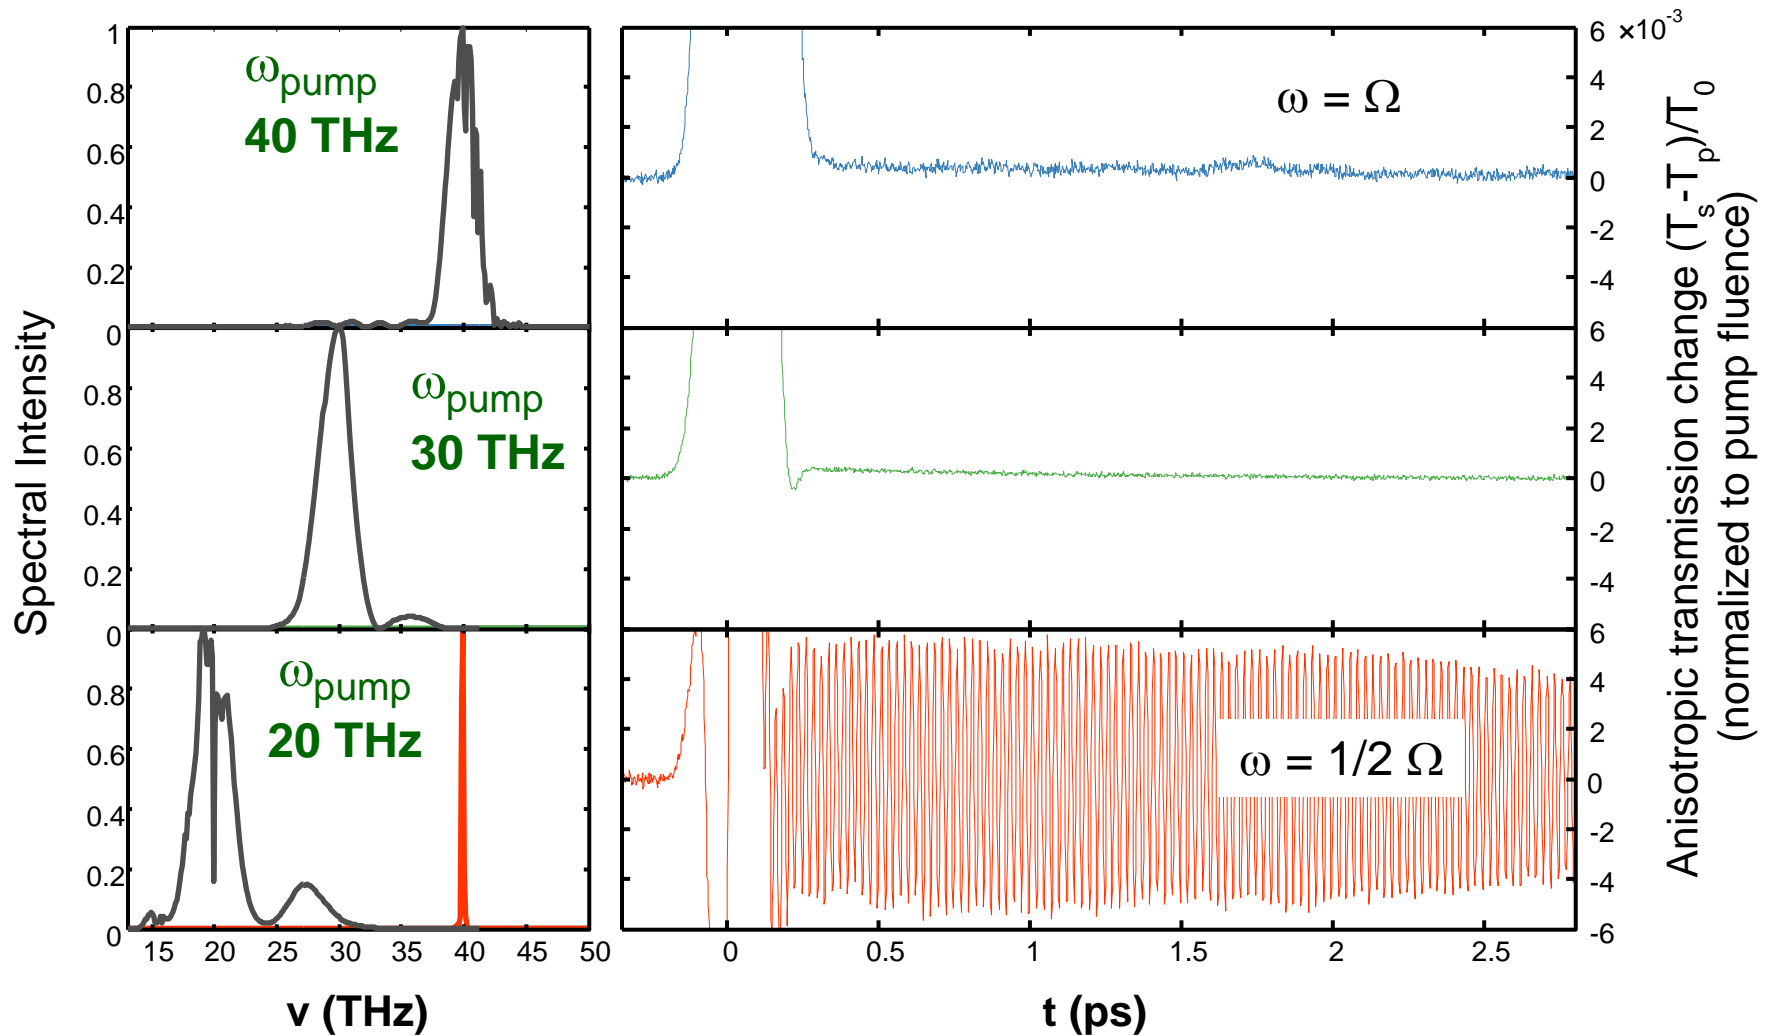 Spectral Intensity
1
0.8
0.6
0.4
0.2
0
ωpump
40 THz
0.8
0.6
0.4
0.2
0
ωpump
30 THz
0.8
0.6
0.4
0.2
0
ωpump
20 THz
15 20 25 30 35 40 45 50
ν (THz)
ω = Ω
6 ×10-3
4
2
0
-2
-4
6
4
2
0
-2
-4
ω = 1/2 Ω
6
4
2
0
-2
-4
-6
0 0.5 1 1.5 2 2.5
t (ps)
Anisotropic transmission change (Ts-Tp)/T0
(normalized to pump fluence)